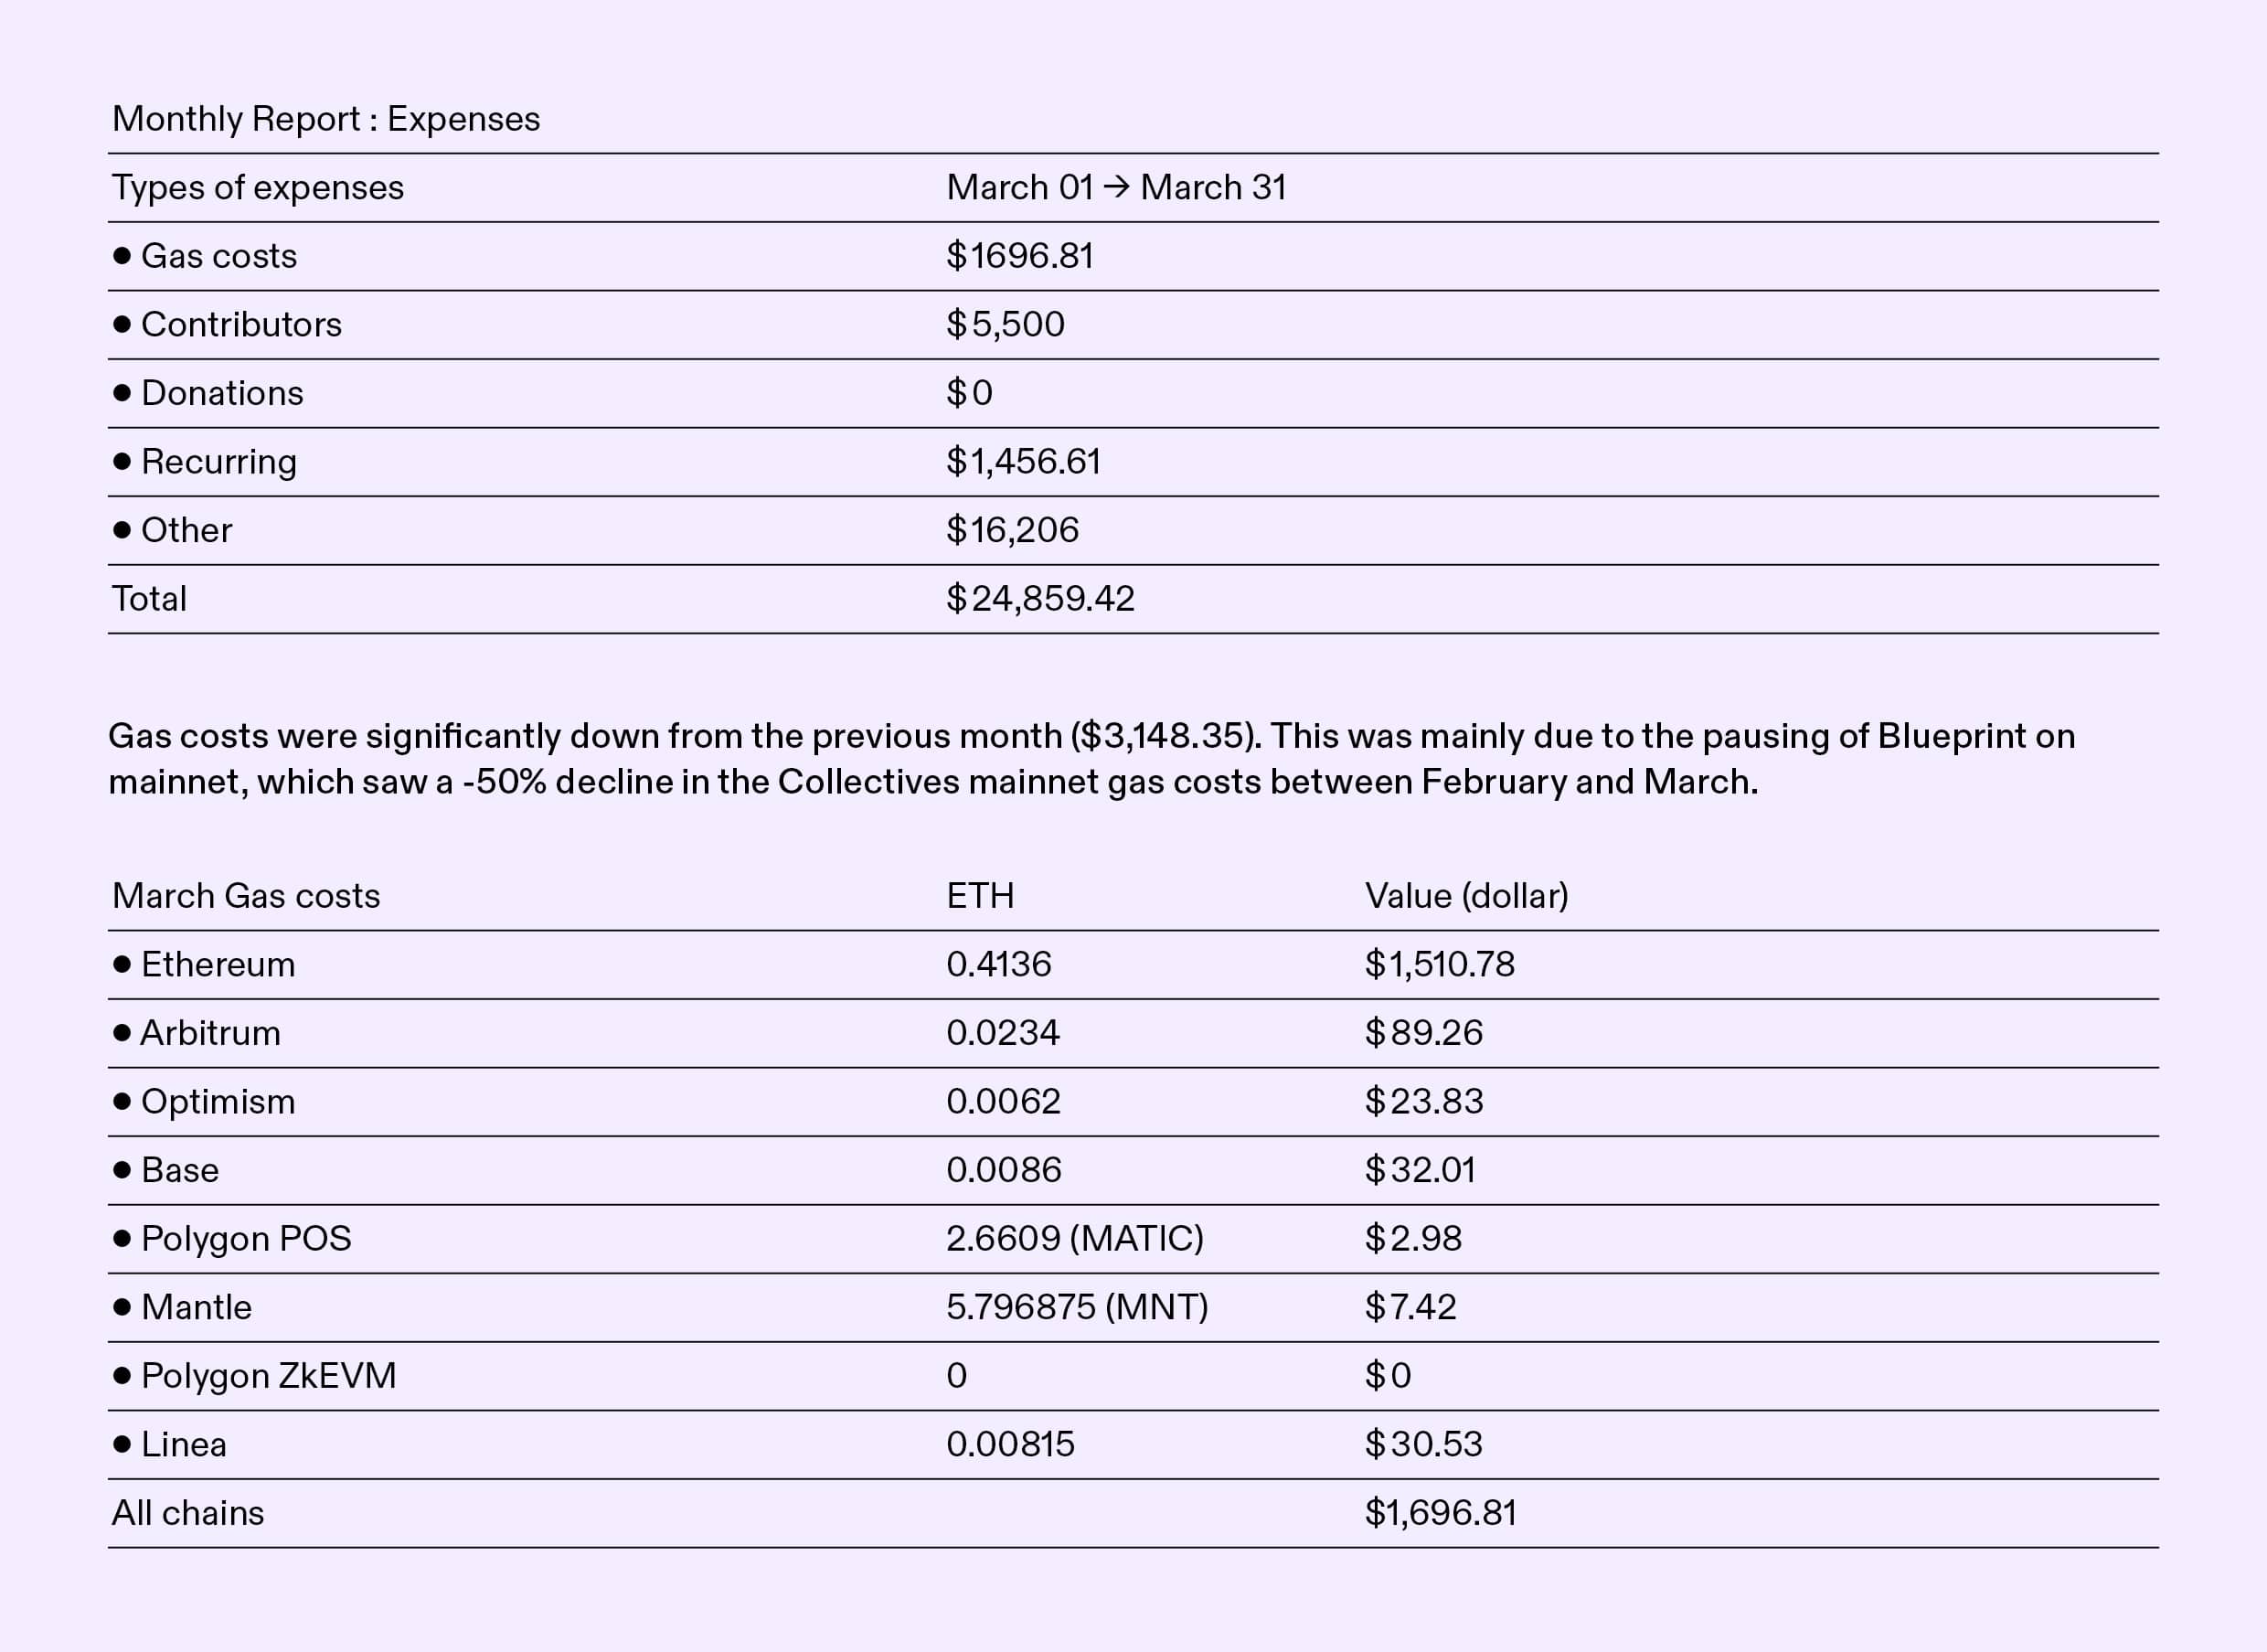 Monthly Report : Expenses
Types of expenses March 01 → March 31
● Gas costs $1696.81
● Contributors $5,500
● Donations $0
● Recurring $1,456.61
● Other $16,206
Total $24,859.42
Gas costs were significantly down from the previous month ($3,148.35). This was mainly due to the pausing of Blueprint on
mainnet, which saw a -50% decline in the Collectives mainnet gas costs between February and March.
March Gas costs ETH Value (dollar)
● Ethereum 0.4136 $1,510.78
● Arbitrum 0.0234 $89.26
● Optimism 0.0062 $23.83
● Base 0.0086 $32.01
● Polygon POS 2.6609 (MATIC) $2.98
● Mantle 5.796875 (MNT) $7.42
● Polygon ZkEVM 0 $0
● Linea 0.00815 $30.53
All chains $1,696.81